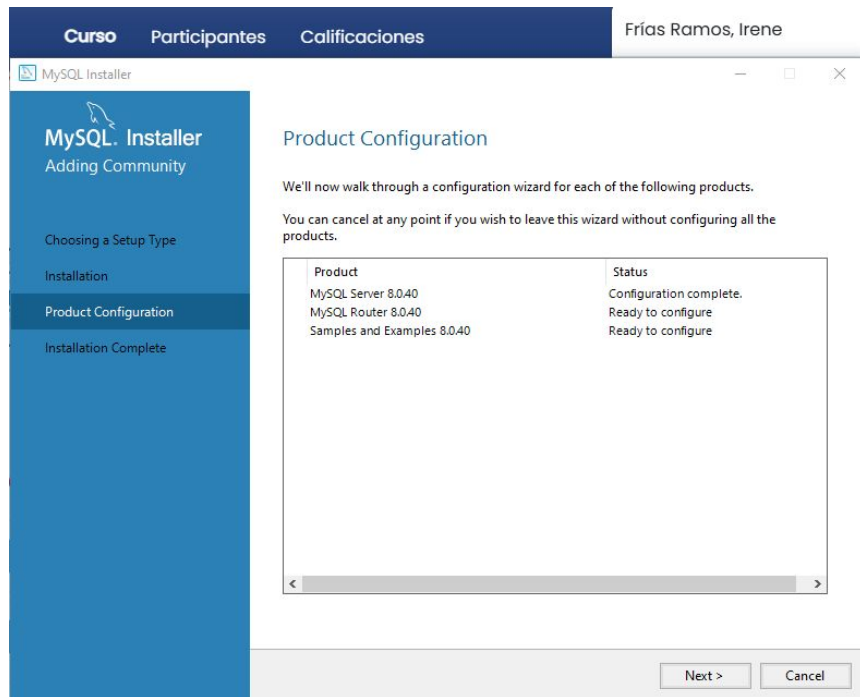 Curso Participantes Calificaciones
Frías Ramos, Irene
MySQL Installer
MySQL. Installer
Adding Community
Choosing a Setup Type
Installation
Product Configuration
Installation Complete
Product Configuration
We'll now walk through a configuration wizard for each of the following products.
You can cancel at any point if you wish to leave this wizard without configuring all the
products.
Product Status
MySQL Server 8.0.40 Configuration complete.
MySQL Router 8.0.40 Ready to configure
Samples and Examples 8.0.40 Ready to configure
Next > Cancel